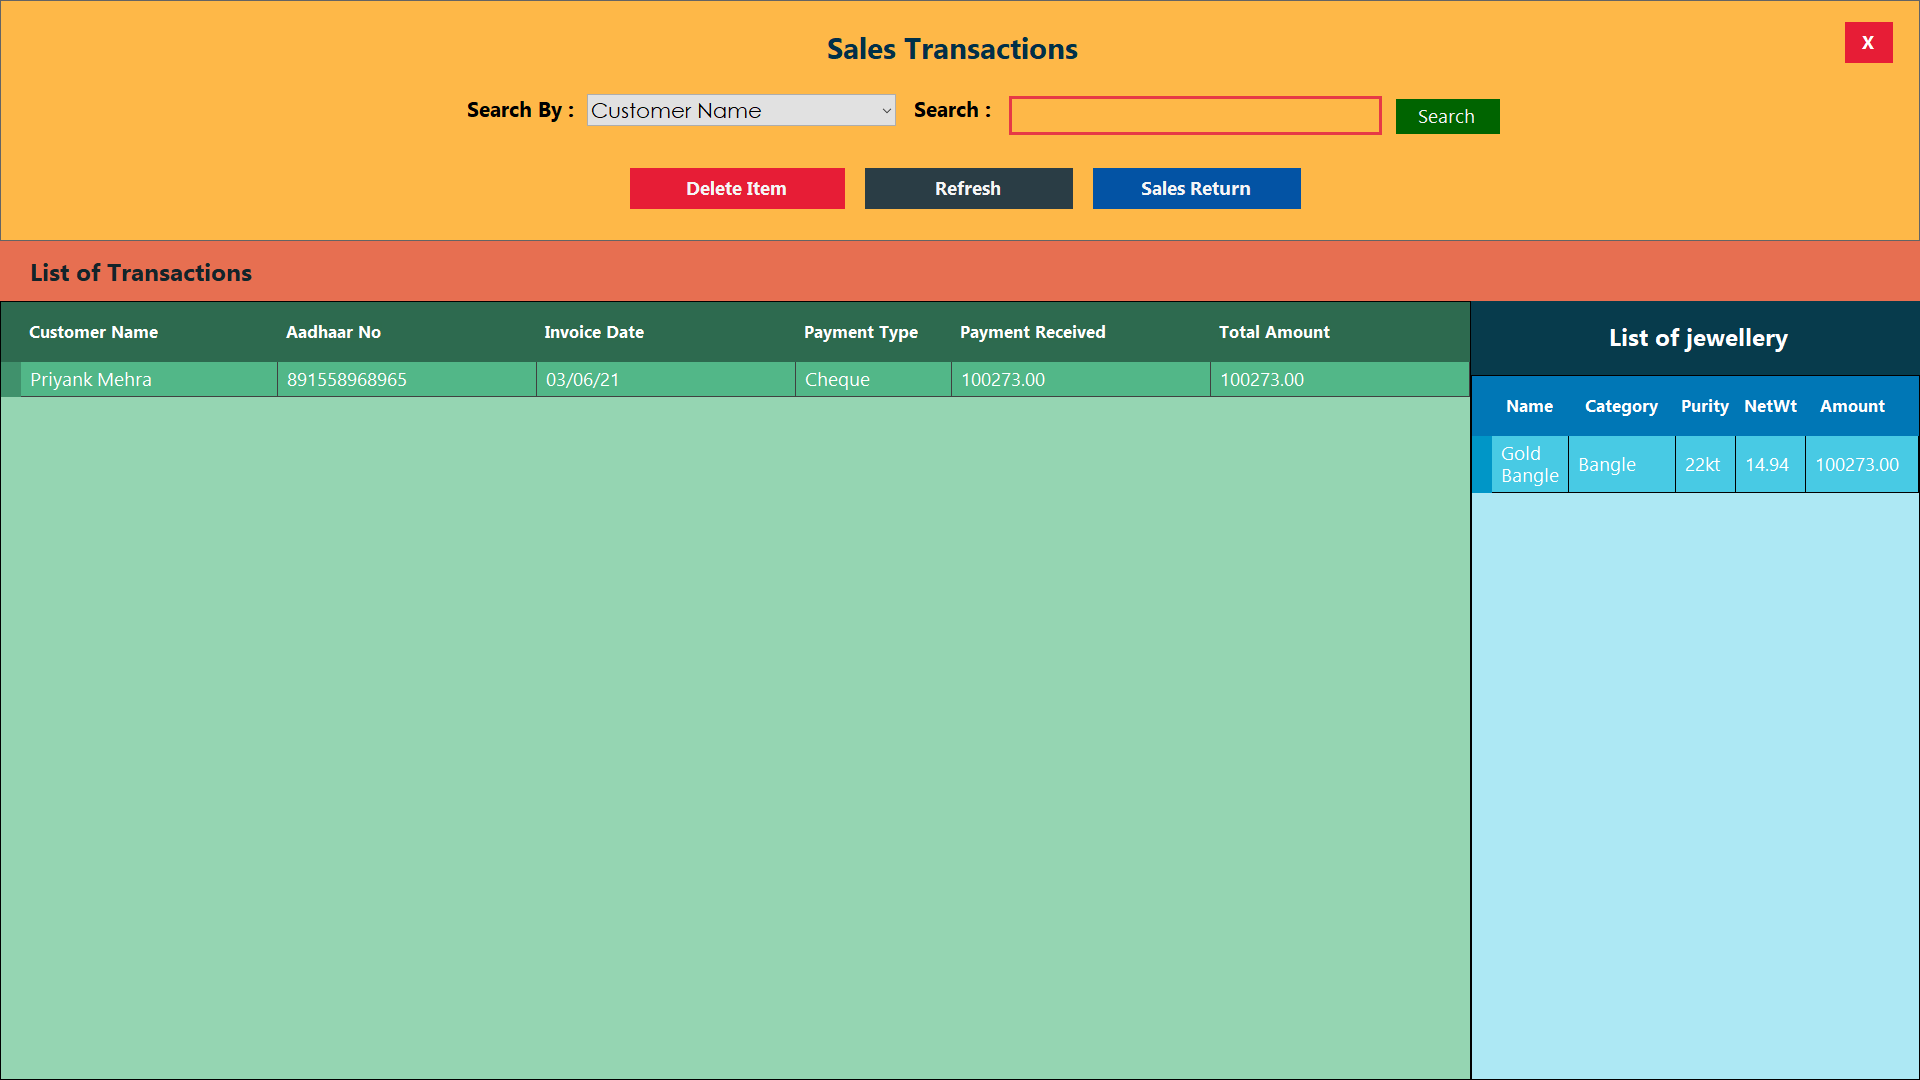 Sales Transactions
X
Search By : Customer Name Search : Search
Delete Item Refresh Sales Return
List of Transactions
Customer Name Aadhaar No Invoice Date Payment Type Payment Received Total Amount
Priyank Mehra 891558968965 03/06/21 Cheque 100273.00 100273.00
List of jewellery
Name Category Purity NetWt Amount
Gold
Bangle Bangle 22kt 14.94 100273.00